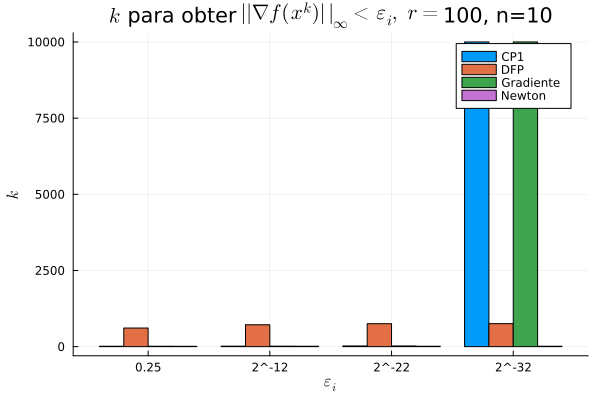 k para obter ||∇f(x^k)||_∞ < ε_i, r = 100, n=10
10000
7500
5000
2500
0
k
CP1
DFP
Gradiente
Newton
0.25 2^-12 2^-22 2^-32
ε_i